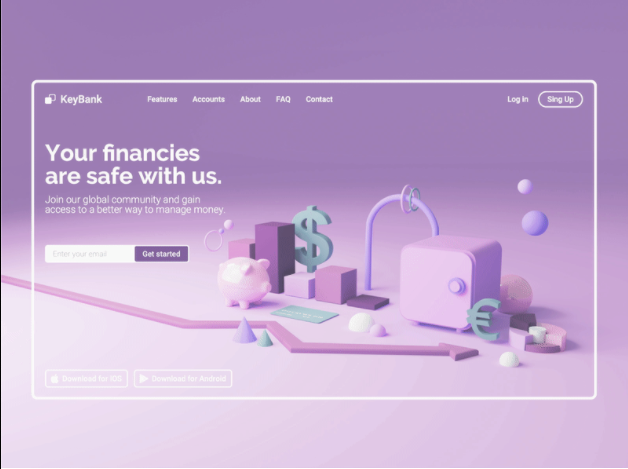 KeyBank
Features Accounts About FAQ Contact
Log In
Sing Up
Your financies
are safe with us.
Join our global community and gain
access to a better way to manage money.
Enter your email
Get started
Download for IOS
Download for Android